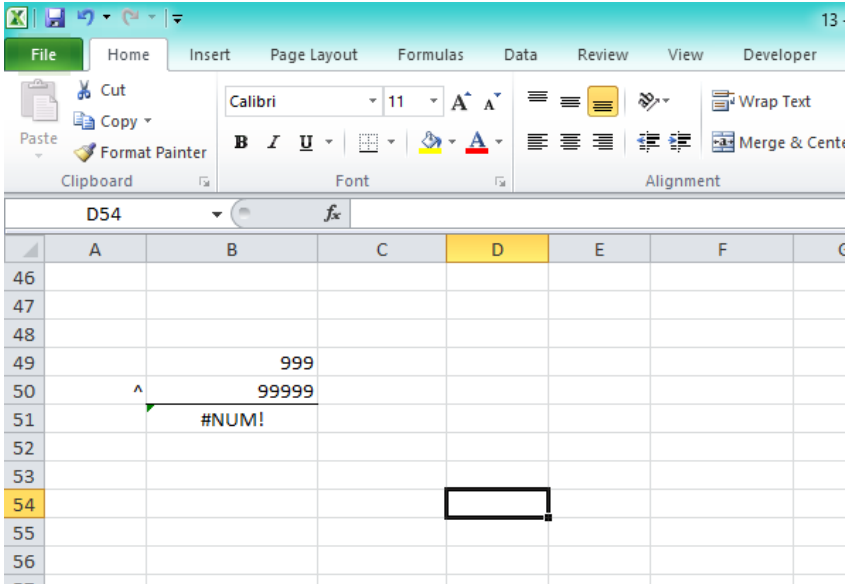 13 -
File Home Insert Page Layout Formulas Data Review View Developer
Cut
Copy
Format Painter
Paste
Calibri 11 A A
B I U A
Wrap Text
Merge & Cente
Clipboard Font Alignment
D54 fx
A B C D E F
46
47
48
49 999
50 ^ 99999
51 #NUM!
52
53
54
55
56